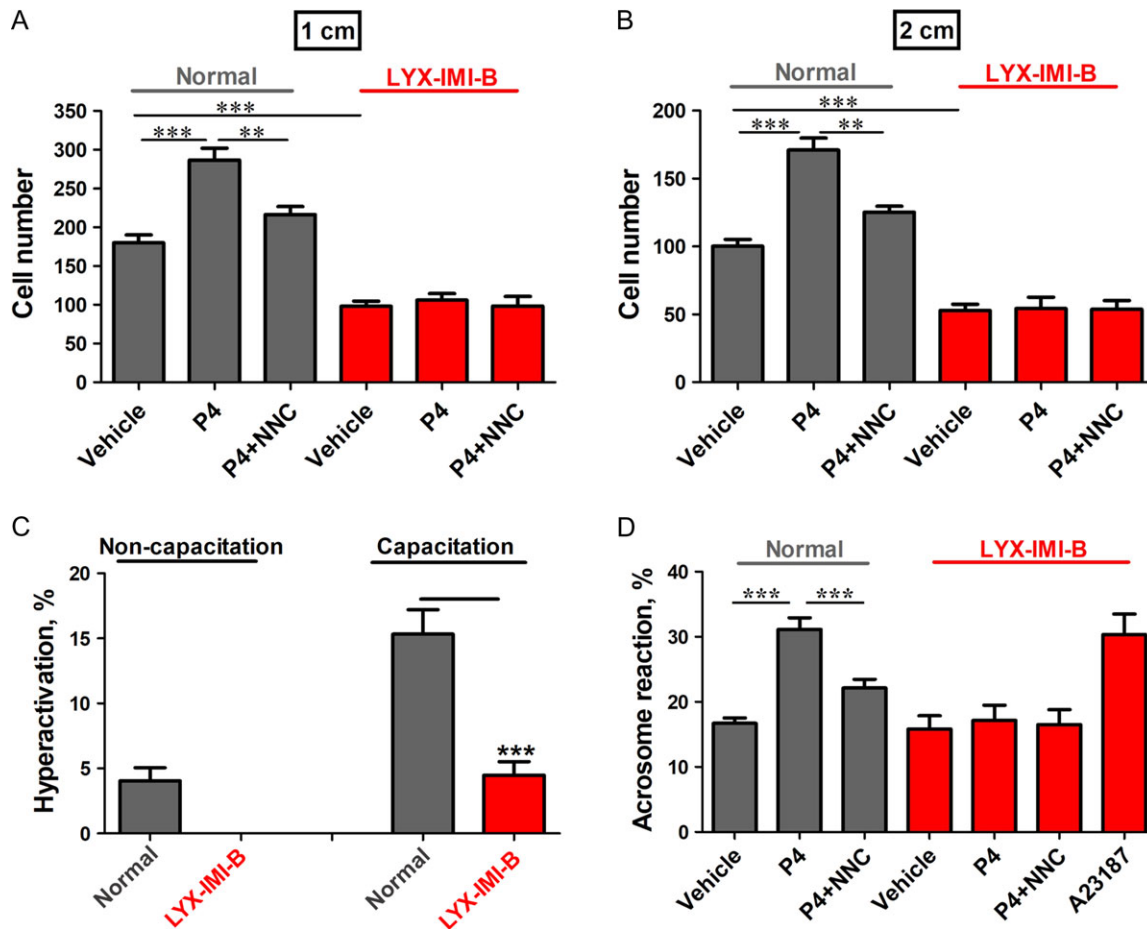 A
1 cm
Normal
LYX-IMI-B
***
***
**
Cell number
350
300
250
200
150
100
50
0
Vehicle
P4
P4+NNC
Vehicle
P4
P4+NNC
B
2 cm
Normal
LYX-IMI-B
***
***
**
Cell number
200
150
100
50
0
Vehicle
P4
P4+NNC
Vehicle
P4
P4+NNC
C
Non-capacitation
Capacitation
Hyperactivation, %
20
15
10
5
0
***
Normal
LYX-IMI-B
Normal
LYX-IMI-B
D
Normal
LYX-IMI-B
***
***
Acrosome reaction, %
40
30
20
10
0
Vehicle
P4
P4+NNC
Vehicle
P4
P4+NNC
A23187